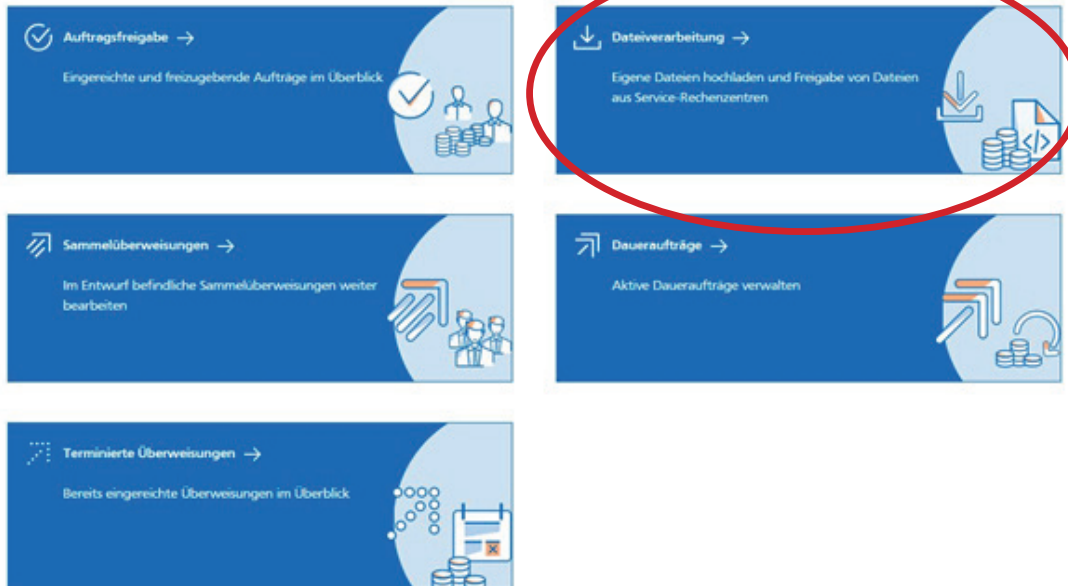 Auftragsfreigabe →
Eingereichte und freizugebende Aufträge im Überblick
Dateiverarbeitung →
Eigene Dateien hochladen und Freigabe von Dateien
aus Service-Rechenzentren
</>
Sammelüberweisungen →
Im Entwurf befindliche Sammelüberweisungen weiter
bearbeiten
Daueraufträge →
Aktive Daueraufträge verwalten
Terminierte Überweisungen →
Bereits eingereichte Überweisungen im Überblick